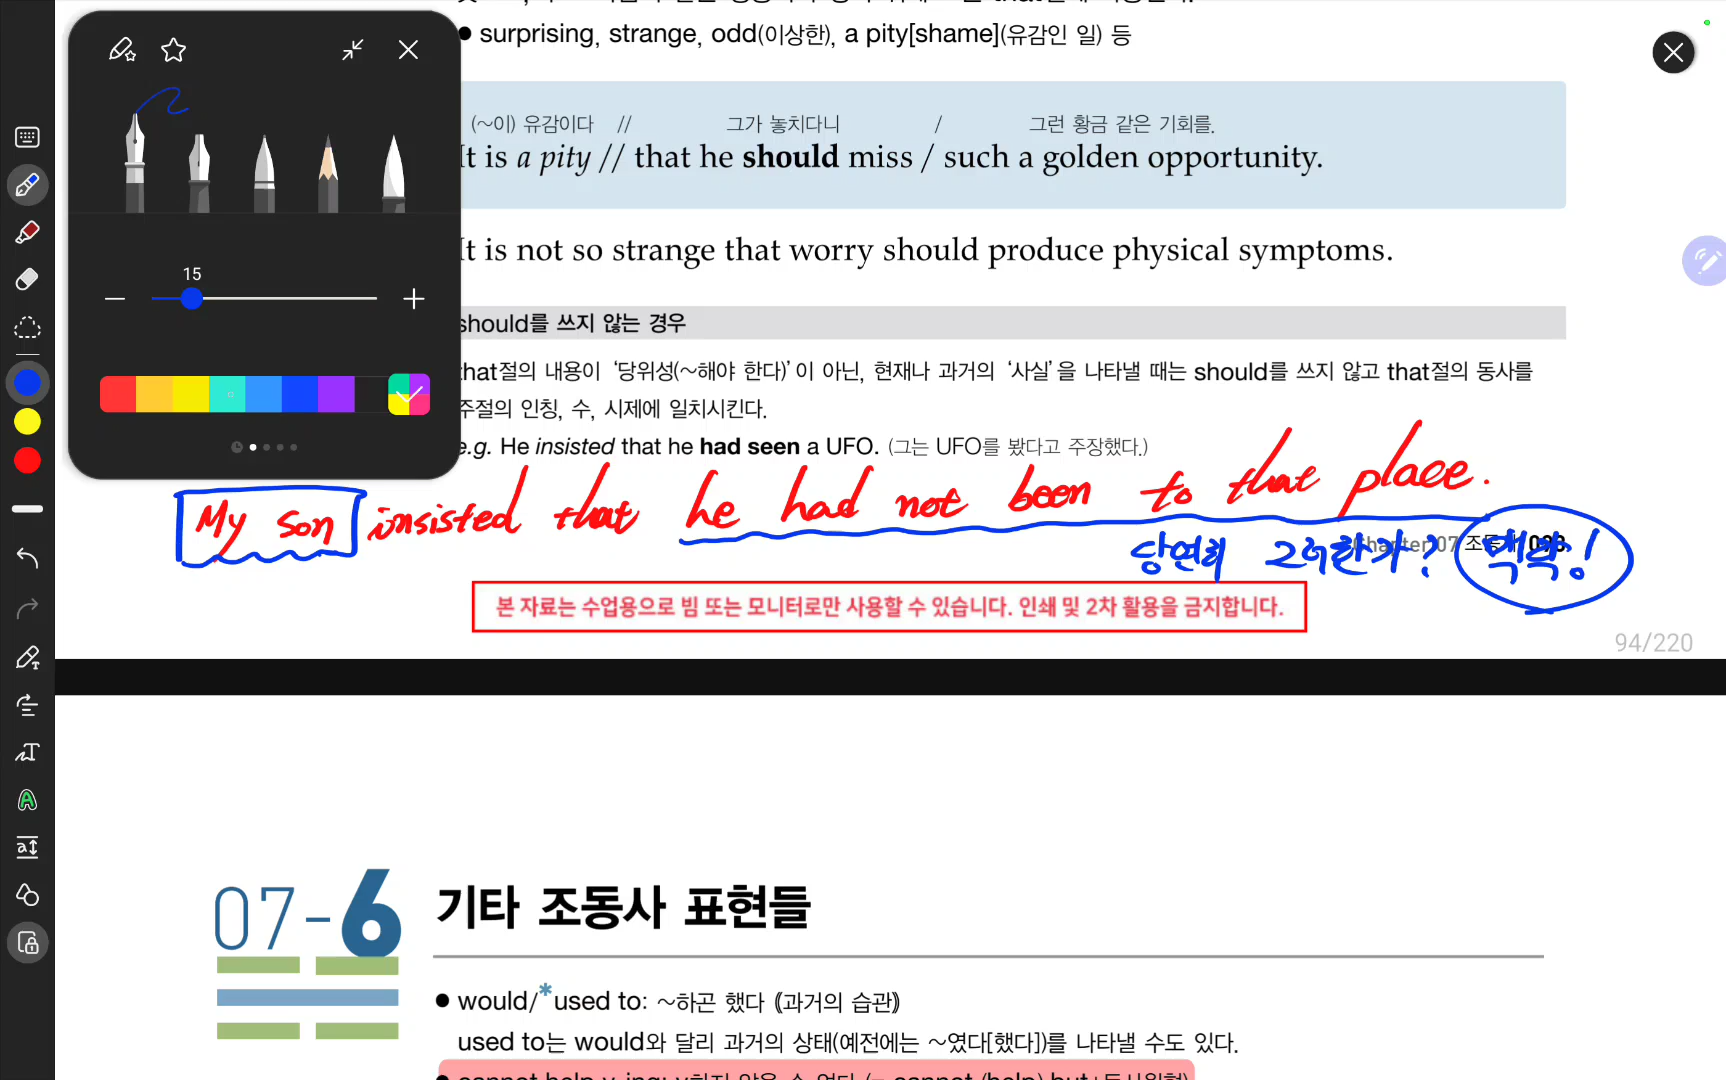 ● surprising, strange, odd(이상한), a pity[shame](유감인 일) 등
(~이) 유감이다 // 그가 놓치다니 / 그런 황금 같은 기회를.
It is a pity // that he should miss / such a golden opportunity.
It is not so strange that worry should produce physical symptoms.
15
should를 쓰지 않는 경우
that절의 내용이 ‘당위성(~해야 한다)’이 아닌, 현재나 과거의 ‘사실’을 나타낼 때는 should를 쓰지 않고 that절의 동사를
주절의 인칭, 수, 시제에 일치시킨다.
e.g. He insisted that he had seen a UFO. (그는 UFO를 봤다고 주장했다.)
My son insisted that he had not been to that place.
당연히 그러한가?
Chapter 07 조동사 093
본 자료는 수업용으로 빔 또는 모니터로만 사용할 수 있습니다. 인쇄 및 2차 활용을 금지합니다.
94/220
07-6 기타 조동사 표현들
● would/*used to: ~하곤 했다 《과거의 습관》
used to는 would와 달리 과거의 상태(예전에는 ~였다[했다])를 나타낼 수도 있다.